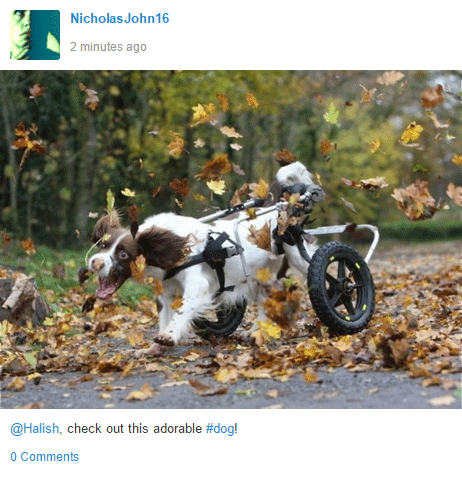 NicholasJohn16
2 minutes ago
@Halish, check out this adorable #dog!
0 Comments